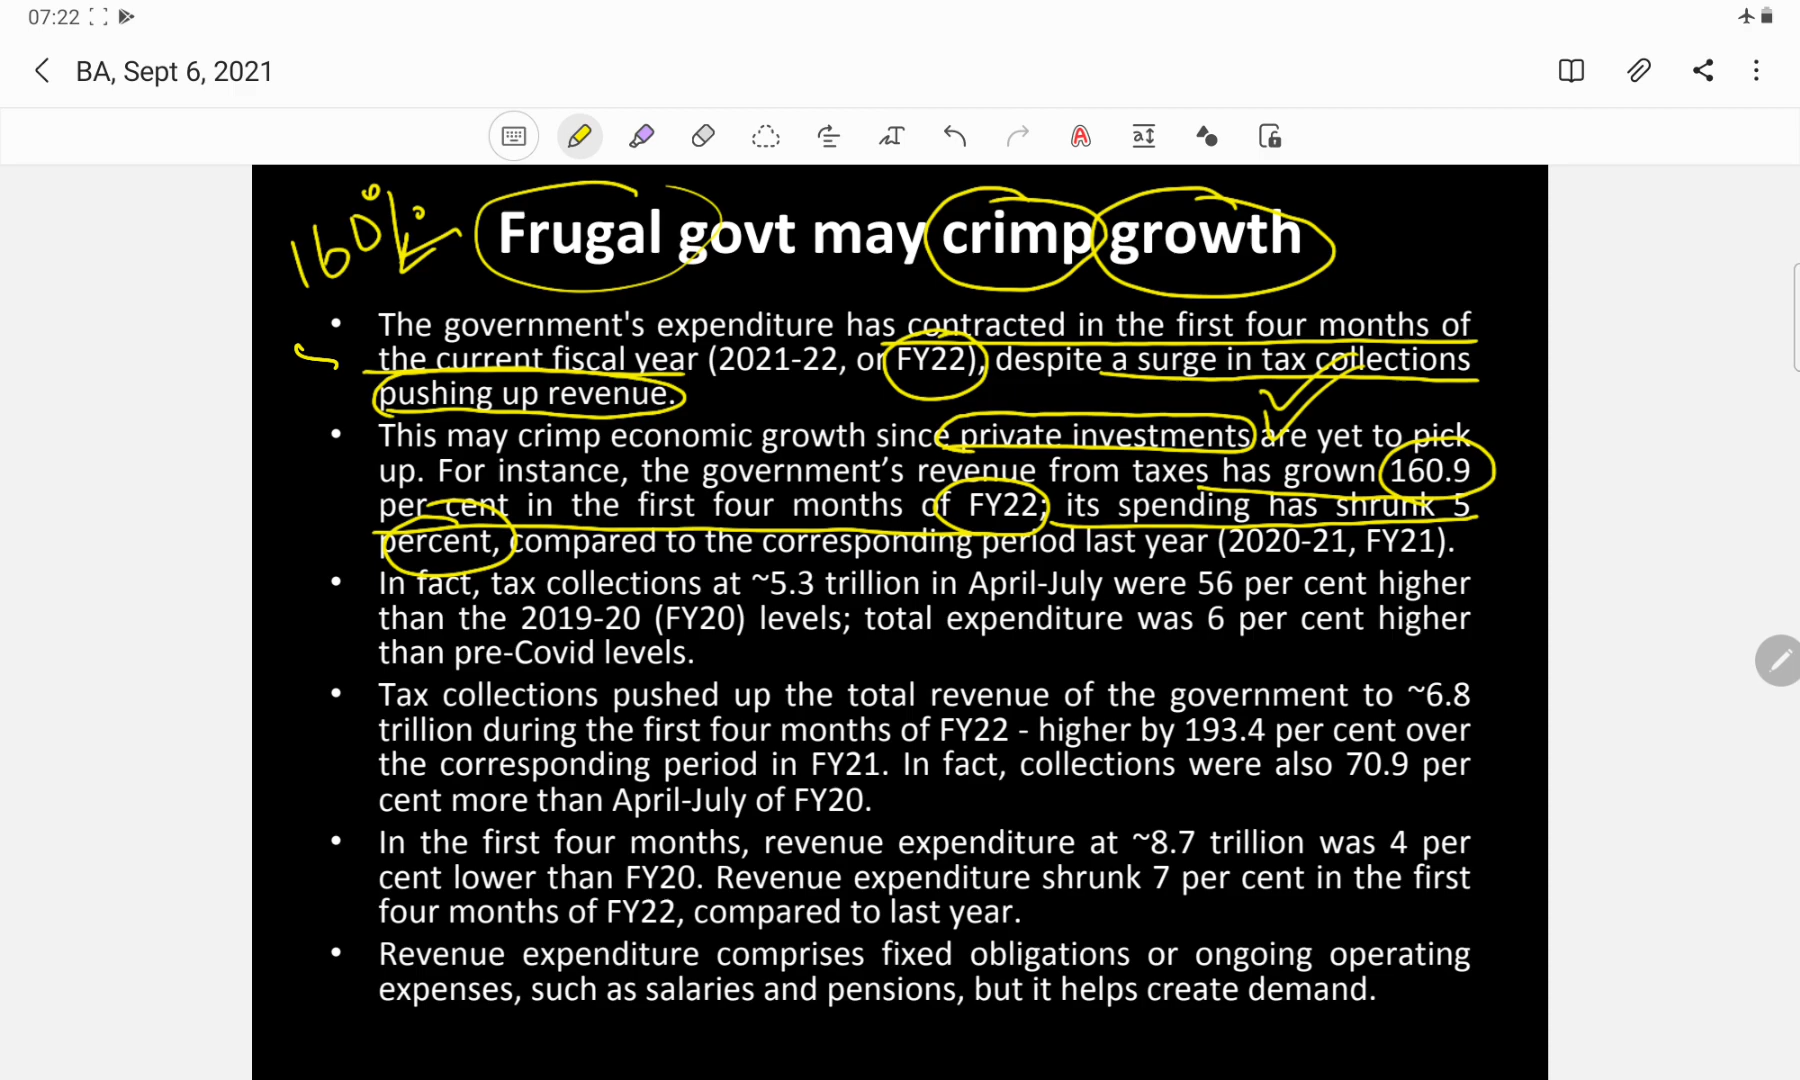 07:22
BA, Sept 6, 2021
160%
Frugal govt may crimp growth
• The government's expenditure has contracted in the first four months of
the current fiscal year (2021-22, or FY22), despite a surge in tax collections
pushing up revenue.
• This may crimp economic growth since private investments are yet to pick
up. For instance, the government’s revenue from taxes has grown 160.9
per cent in the first four months of FY22; its spending has shrunk 5
percent, compared to the corresponding period last year (2020-21, FY21).
• In fact, tax collections at ~5.3 trillion in April-July were 56 per cent higher
than the 2019-20 (FY20) levels; total expenditure was 6 per cent higher
than pre-Covid levels.
• Tax collections pushed up the total revenue of the government to ~6.8
trillion during the first four months of FY22 - higher by 193.4 per cent over
the corresponding period in FY21. In fact, collections were also 70.9 per
cent more than April-July of FY20.
• In the first four months, revenue expenditure at ~8.7 trillion was 4 per
cent lower than FY20. Revenue expenditure shrunk 7 per cent in the first
four months of FY22, compared to last year.
• Revenue expenditure comprises fixed obligations or ongoing operating
expenses, such as salaries and pensions, but it helps create demand.